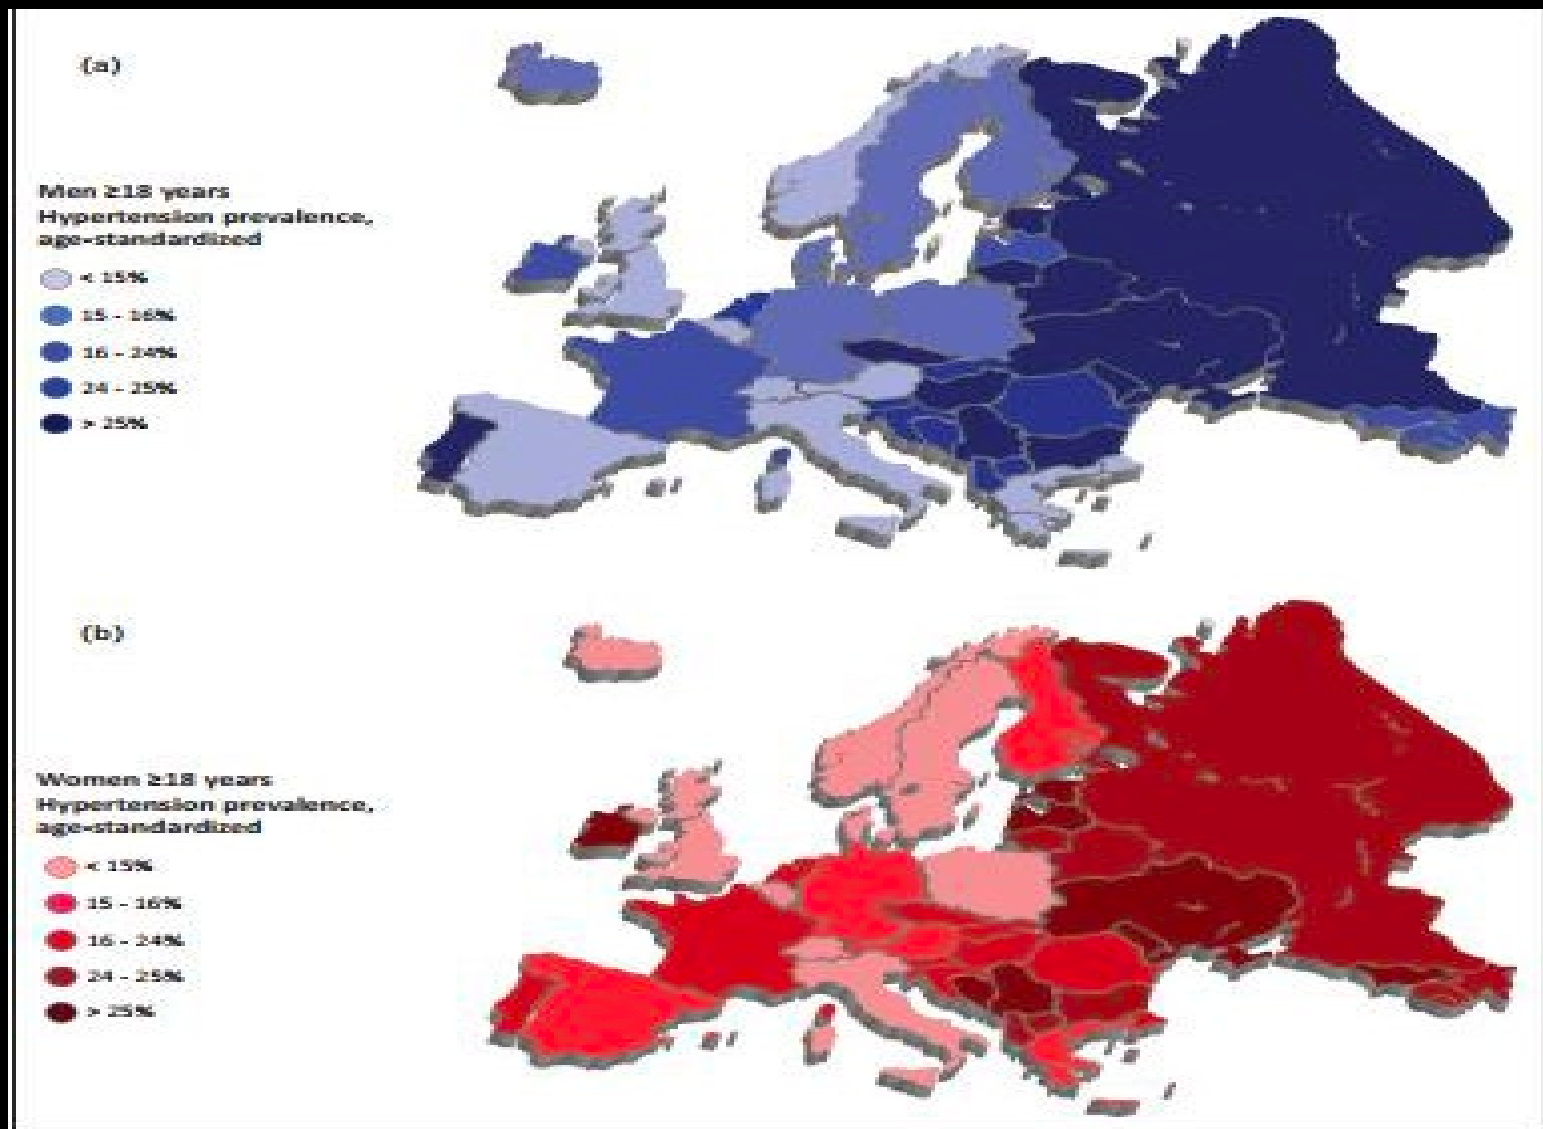 (a)
Men ≥18 years
Hypertension prevalence,
age-standardized
< 15%
15 - 16%
16 - 24%
24 - 25%
> 25%
(b)
Women ≥18 years
Hypertension prevalence,
age-standardized
< 15%
15 - 16%
16 - 24%
24 - 25%
> 25%